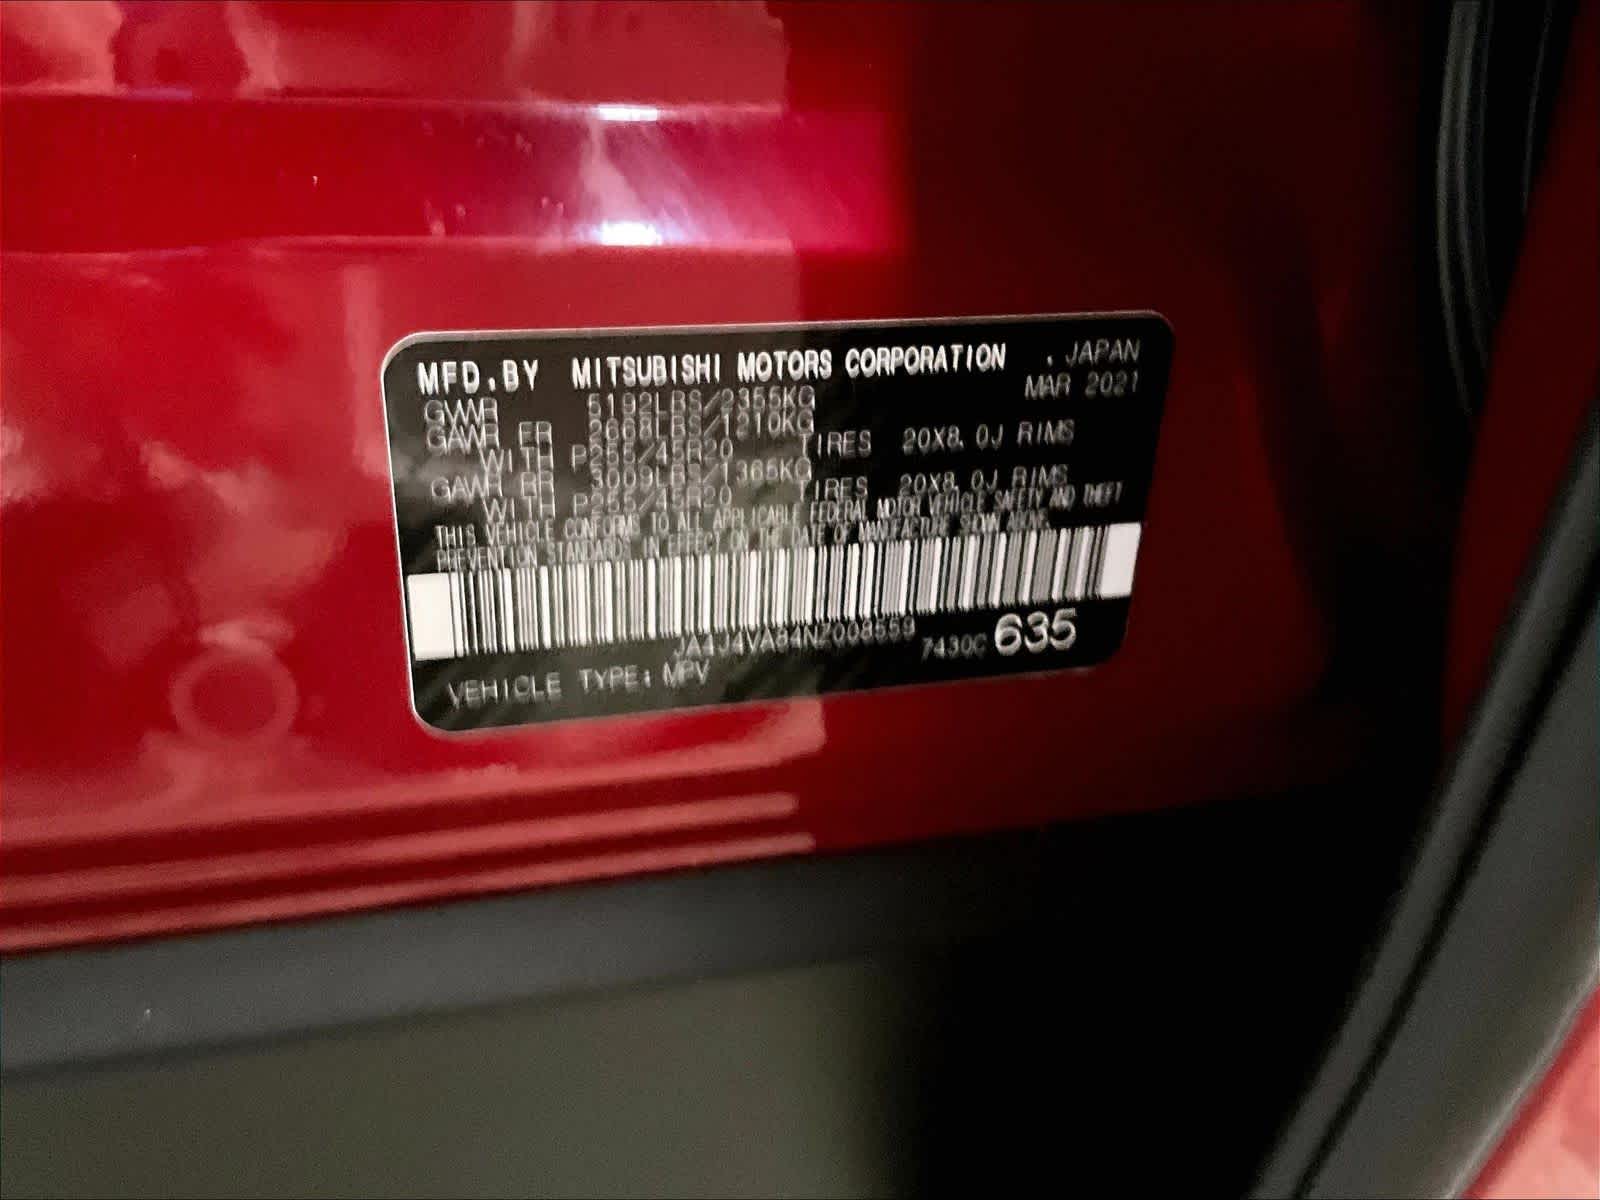 MFD.BY MITSUBISHI MOTORS CORPORATION . JAPAN
MAR 2021
GVWR 5192LBS/2355KG
GAWR FR 2668LBS/1210KG
WITH P255/45R20 TIRES 20X8.0J RIMS
GAWR RR 3009LBS/1365KG
WITH P255/45R20 TIRES 20X8.0J RIMS
THIS VEHICLE CONFORMS TO ALL APPLICABLE FEDERAL MOTOR VEHICLE SAFETY AND THEFT
PREVENTION STANDARDS IN EFFECT ON THE DATE OF MANUFACTURE SHOWN ABOVE.
JA4J4VA84NZ008559
7430C 635
VEHICLE TYPE: MPV